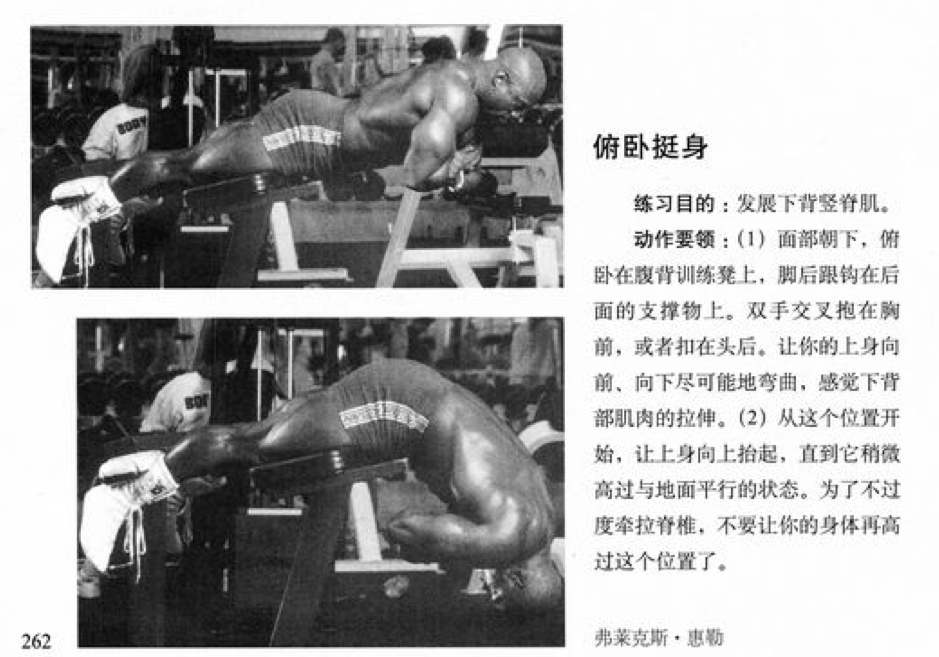 BODY
BOD
俯卧挺身
练习目的：发展下背竖脊肌。
动作要领：(1) 面部朝下，俯
卧在腹背训练凳上，脚后跟钩在后
面的支撑物上。双手交叉抱在胸
前，或者扣在头后。让你的上身向
前、向下尽可能地弯曲，感觉下背
部肌肉的拉伸。(2) 从这个位置开
始，让上身向上抬起，直到它稍微
高过与地面平行的状态。为了不过
度牵拉脊椎，不要让你的身体再高
过这个位置了。
262
弗莱克斯·惠勒